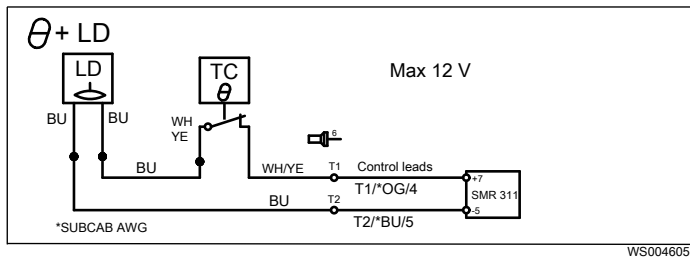 θ + LD
LD
TC
θ
Max 12 V
BU
BU
WH
YE
6
BU
WH/YE
T1
Control leads
+7
T1/*OG/4
SMR 311
BU
T2
-5
T2/*BU/5
*SUBCAB AWG
WS004605